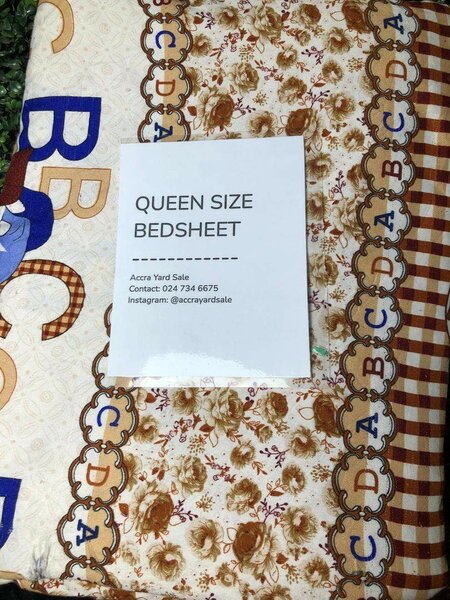 QUEEN SIZE
BEDSHEET
------------
Accra Yard Sale
Contact: 024 734 6675
Instagram: @accrayardsale
B
C
D
A
B
B
C
C
D
A
A
B
C
D
A
D
C
B
A
D
C